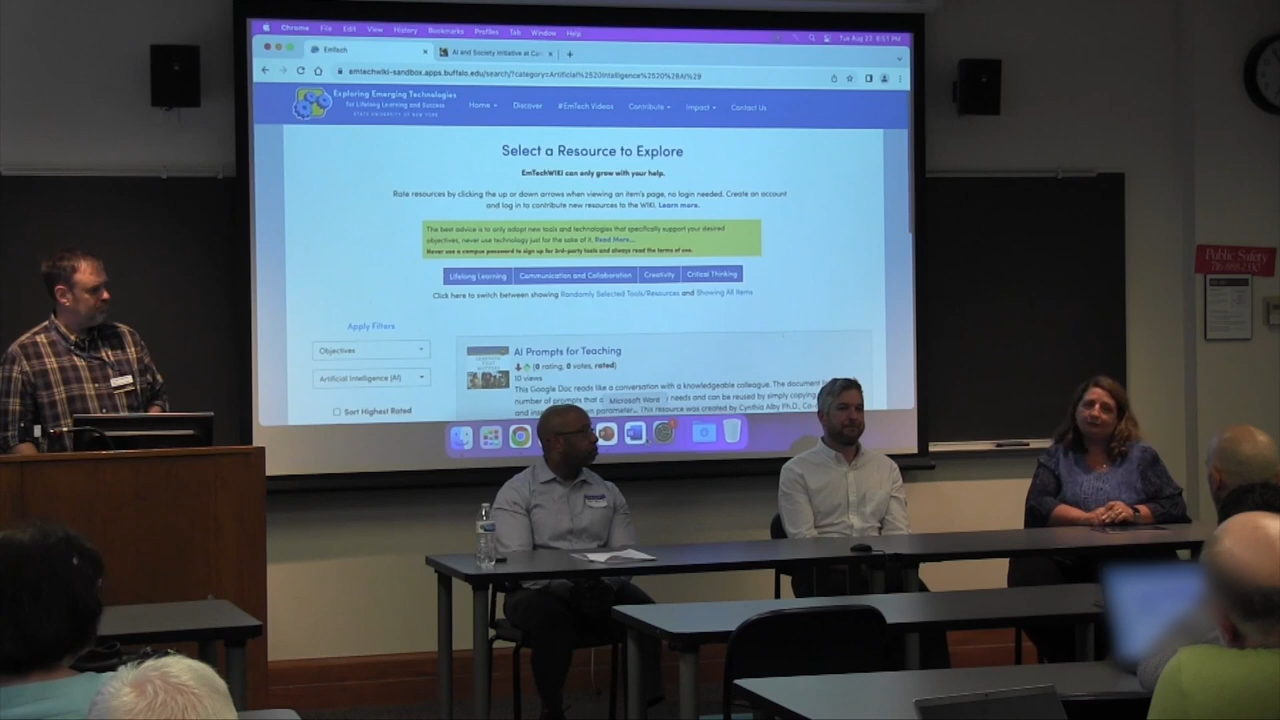 Chrome File Edit View History Bookmarks Profiles Tab Window Help
Tue Aug 22 6:51 PM
EmTech
AI and Society Initiative at Can
emtechwiki-sandbox.apps.buffalo.edu/search/?category=Artificial%2520Intelligence%2520%28AI%29
Exploring Emerging Technologies
for Lifelong Learning and Success
STATE UNIVERSITY OF NEW YORK
Home Discover #EmTech Videos Contribute Impact Contact Us
Select a Resource to Explore
EmTechWIKI can only grow with your help.
Rate resources by clicking the up or down arrows when viewing an item's page, no login needed. Create an account
and log in to contribute new resources to the WIKI. Learn more.
The best advice is to only adopt new tools and technologies that specifically support your desired
objectives, never use technology just for the sake of it. Read More...
Never use a campus password to sign up for 3rd-party tools and always read the terms of use.
Lifelong Learning Communication and Collaboration Creativity Critical Thinking
Click here to switch between showing Randomly Selected Tools/Resources and Showing All Items
Apply Filters
Objectives
Artificial Intelligence (AI)
Sort Highest Rated
LEARNING THAT MATTERS
AI Prompts for Teaching
(0 rating, 0 votes, rated)
10 views
This Google Doc reads like a conversation with a knowledgeable colleague. The document
number of prompts that c
Microsoft Word
needs and can be reused by simply copying
parameter... This resource was created by Cynthia Alby Ph.D., Co-
Public Safety